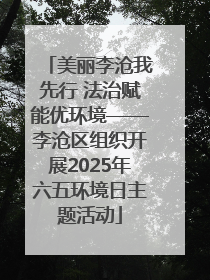 「美丽李沧我
先行 法治赋
能优环境——
李沧区组织开
展2025年
六五环境日主
题活动」